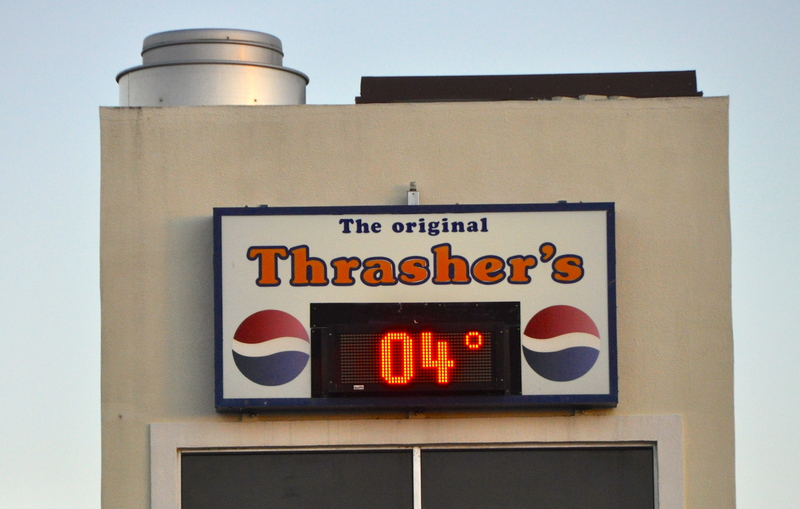 The original
Thrasher's
04°